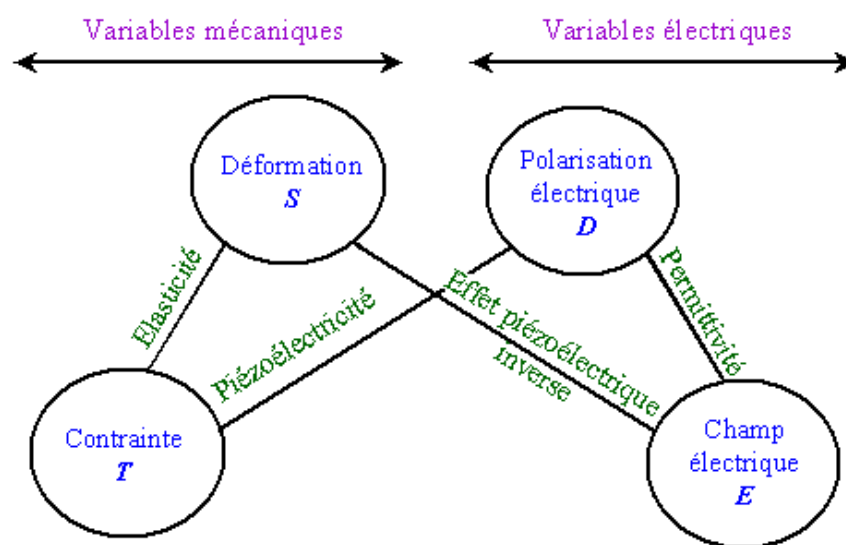 Variables mécaniques
Variables électriques
Déformation
S
Polarisation
électrique
D
Elasticité
Piézoélectricité
Effet piézoélectrique
inverse
Permittivité
Contrainte
T
Champ
électrique
E